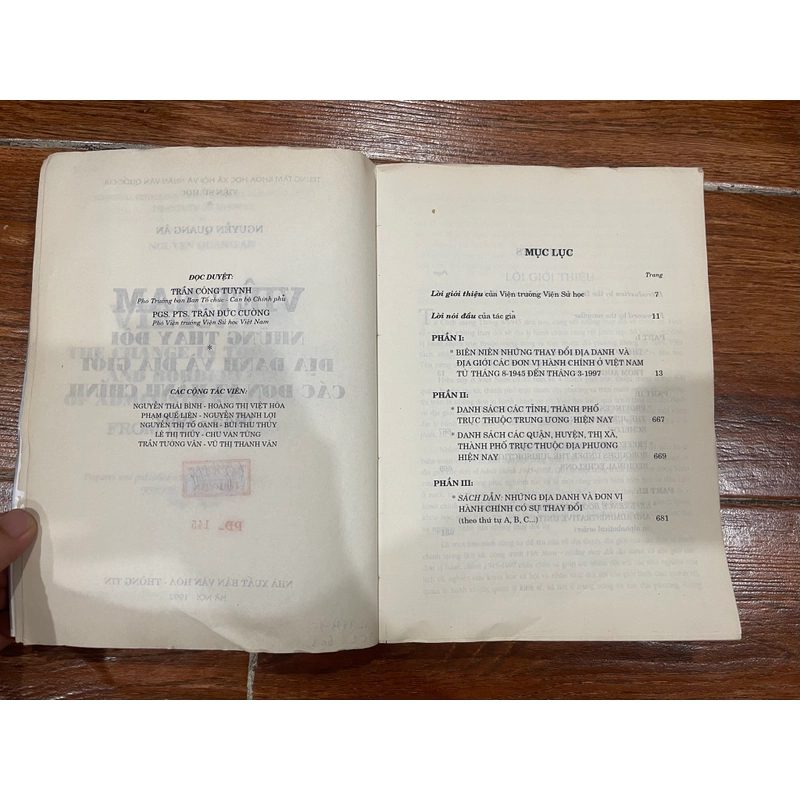 ĐỌC DUYỆT:
TRẦN CÔNG TUYNH
Phó Trưởng ban Ban Tổ chức - Cán bộ Chính phủ
PGS. PTS. TRẦN ĐỨC CƯỜNG
Phó Viện trưởng Viện Sử học Việt Nam
*
CÁC CỘNG TÁC VIÊN:
NGUYỄN THÁI BÌNH - HOÀNG THỊ VIỆT HÒA
PHẠM QUẾ LIÊN - NGUYỄN THANH LỢI
NGUYỄN THỊ TỐ OANH - BÙI THU THỦY
LÊ THỊ THỦY - CHU VĂN TÙNG
TRẦN TƯỜNG VÂN - VŨ THỊ THANH VÂN
PĐ 145
MỤC LỤC
Trang
Lời giới thiệu của Viện trưởng Viện Sử học 7
Lời nói đầu của tác giả 11
PHẦN I:
* BIÊN NIÊN NHỮNG THAY ĐỔI ĐỊA DANH VÀ
ĐỊA GIỚI CÁC ĐƠN VỊ HÀNH CHÍNH Ở VIỆT NAM
TỪ THÁNG 8-1945 ĐẾN THÁNG 3-1997 13
PHẦN II:
* DANH SÁCH CÁC TỈNH, THÀNH PHỐ
TRỰC THUỘC TRUNG ƯƠNG HIỆN NAY 667
* DANH SÁCH CÁC QUẬN, HUYỆN, THỊ XÃ,
THÀNH PHỐ TRỰC THUỘC ĐỊA PHƯƠNG
HIỆN NAY 669
PHẦN III:
* SÁCH DẪN: NHỮNG ĐỊA DANH VÀ ĐƠN VỊ
HÀNH CHÍNH CÓ SỰ THAY ĐỔI
(theo thứ tự A, B, C...) 681